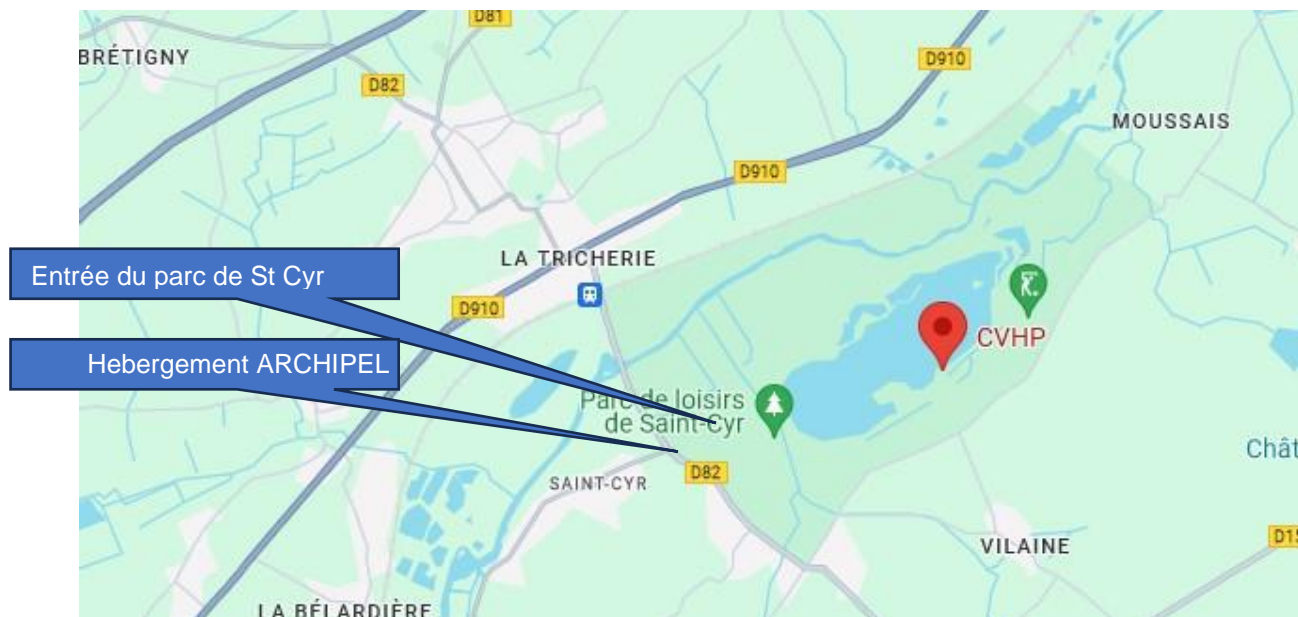 D81
BRÉTIGNY
D910
D82
MOUSSAIS
D910
LA TRICHERIE
Entrée du parc de St Cyr
D910
CVHP
Hebergement ARCHIPEL
Parc de loisirs
de Saint-Cyr
Chât
D82
SAINT-CYR
VILAINE
D15
LA BÉLARDIÈRE